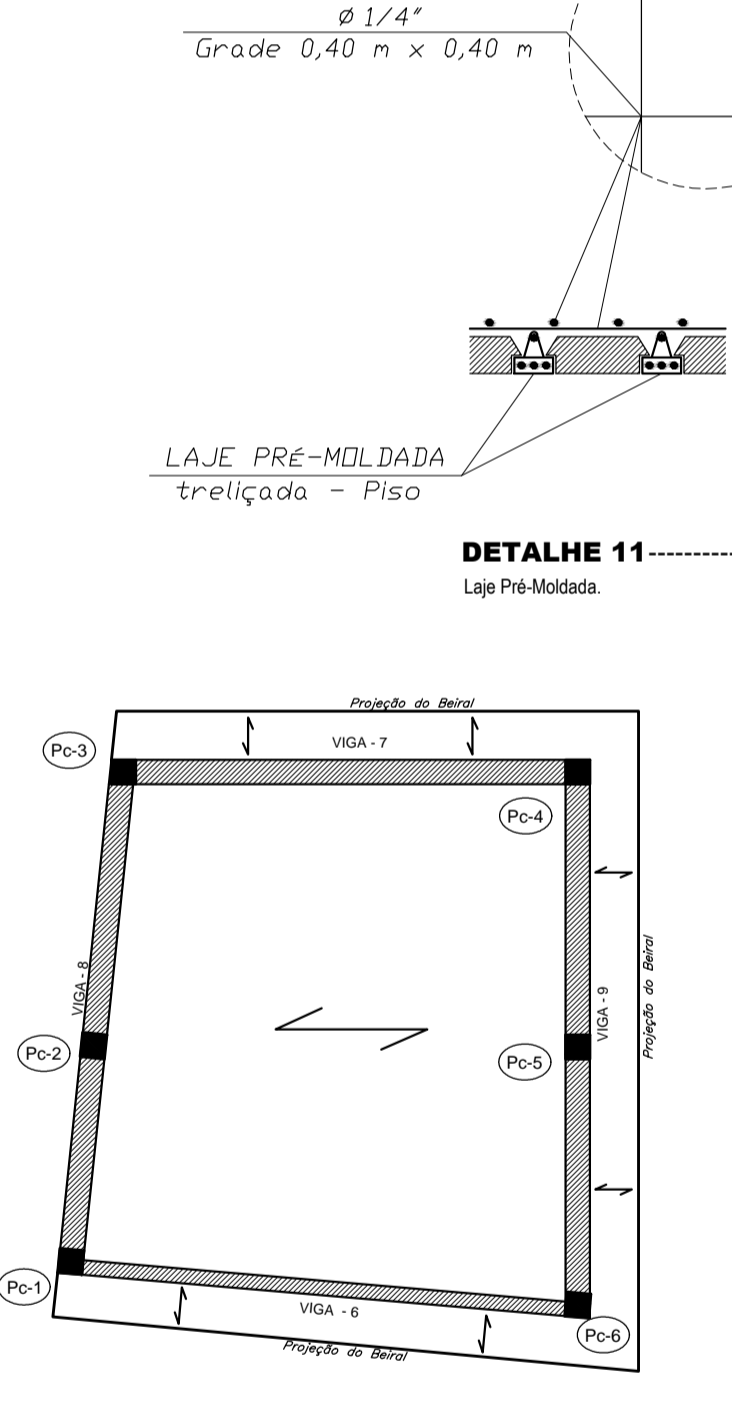 ø 1/4"
Grade 0,40 m x 0,40 m
LAJE PRÉ-MOLDADA
treliçada - Piso
DETALHE 11----------
Laje Pré-Moldada.
Projeção do Beiral
Pc-3
VIGA - 7
Pc-4
VIGA - 8
VIGA - 9
Projeção do Beiral
Pc-2
Pc-5
Pc-1
VIGA - 6
Pc-6
Projeção do Beiral